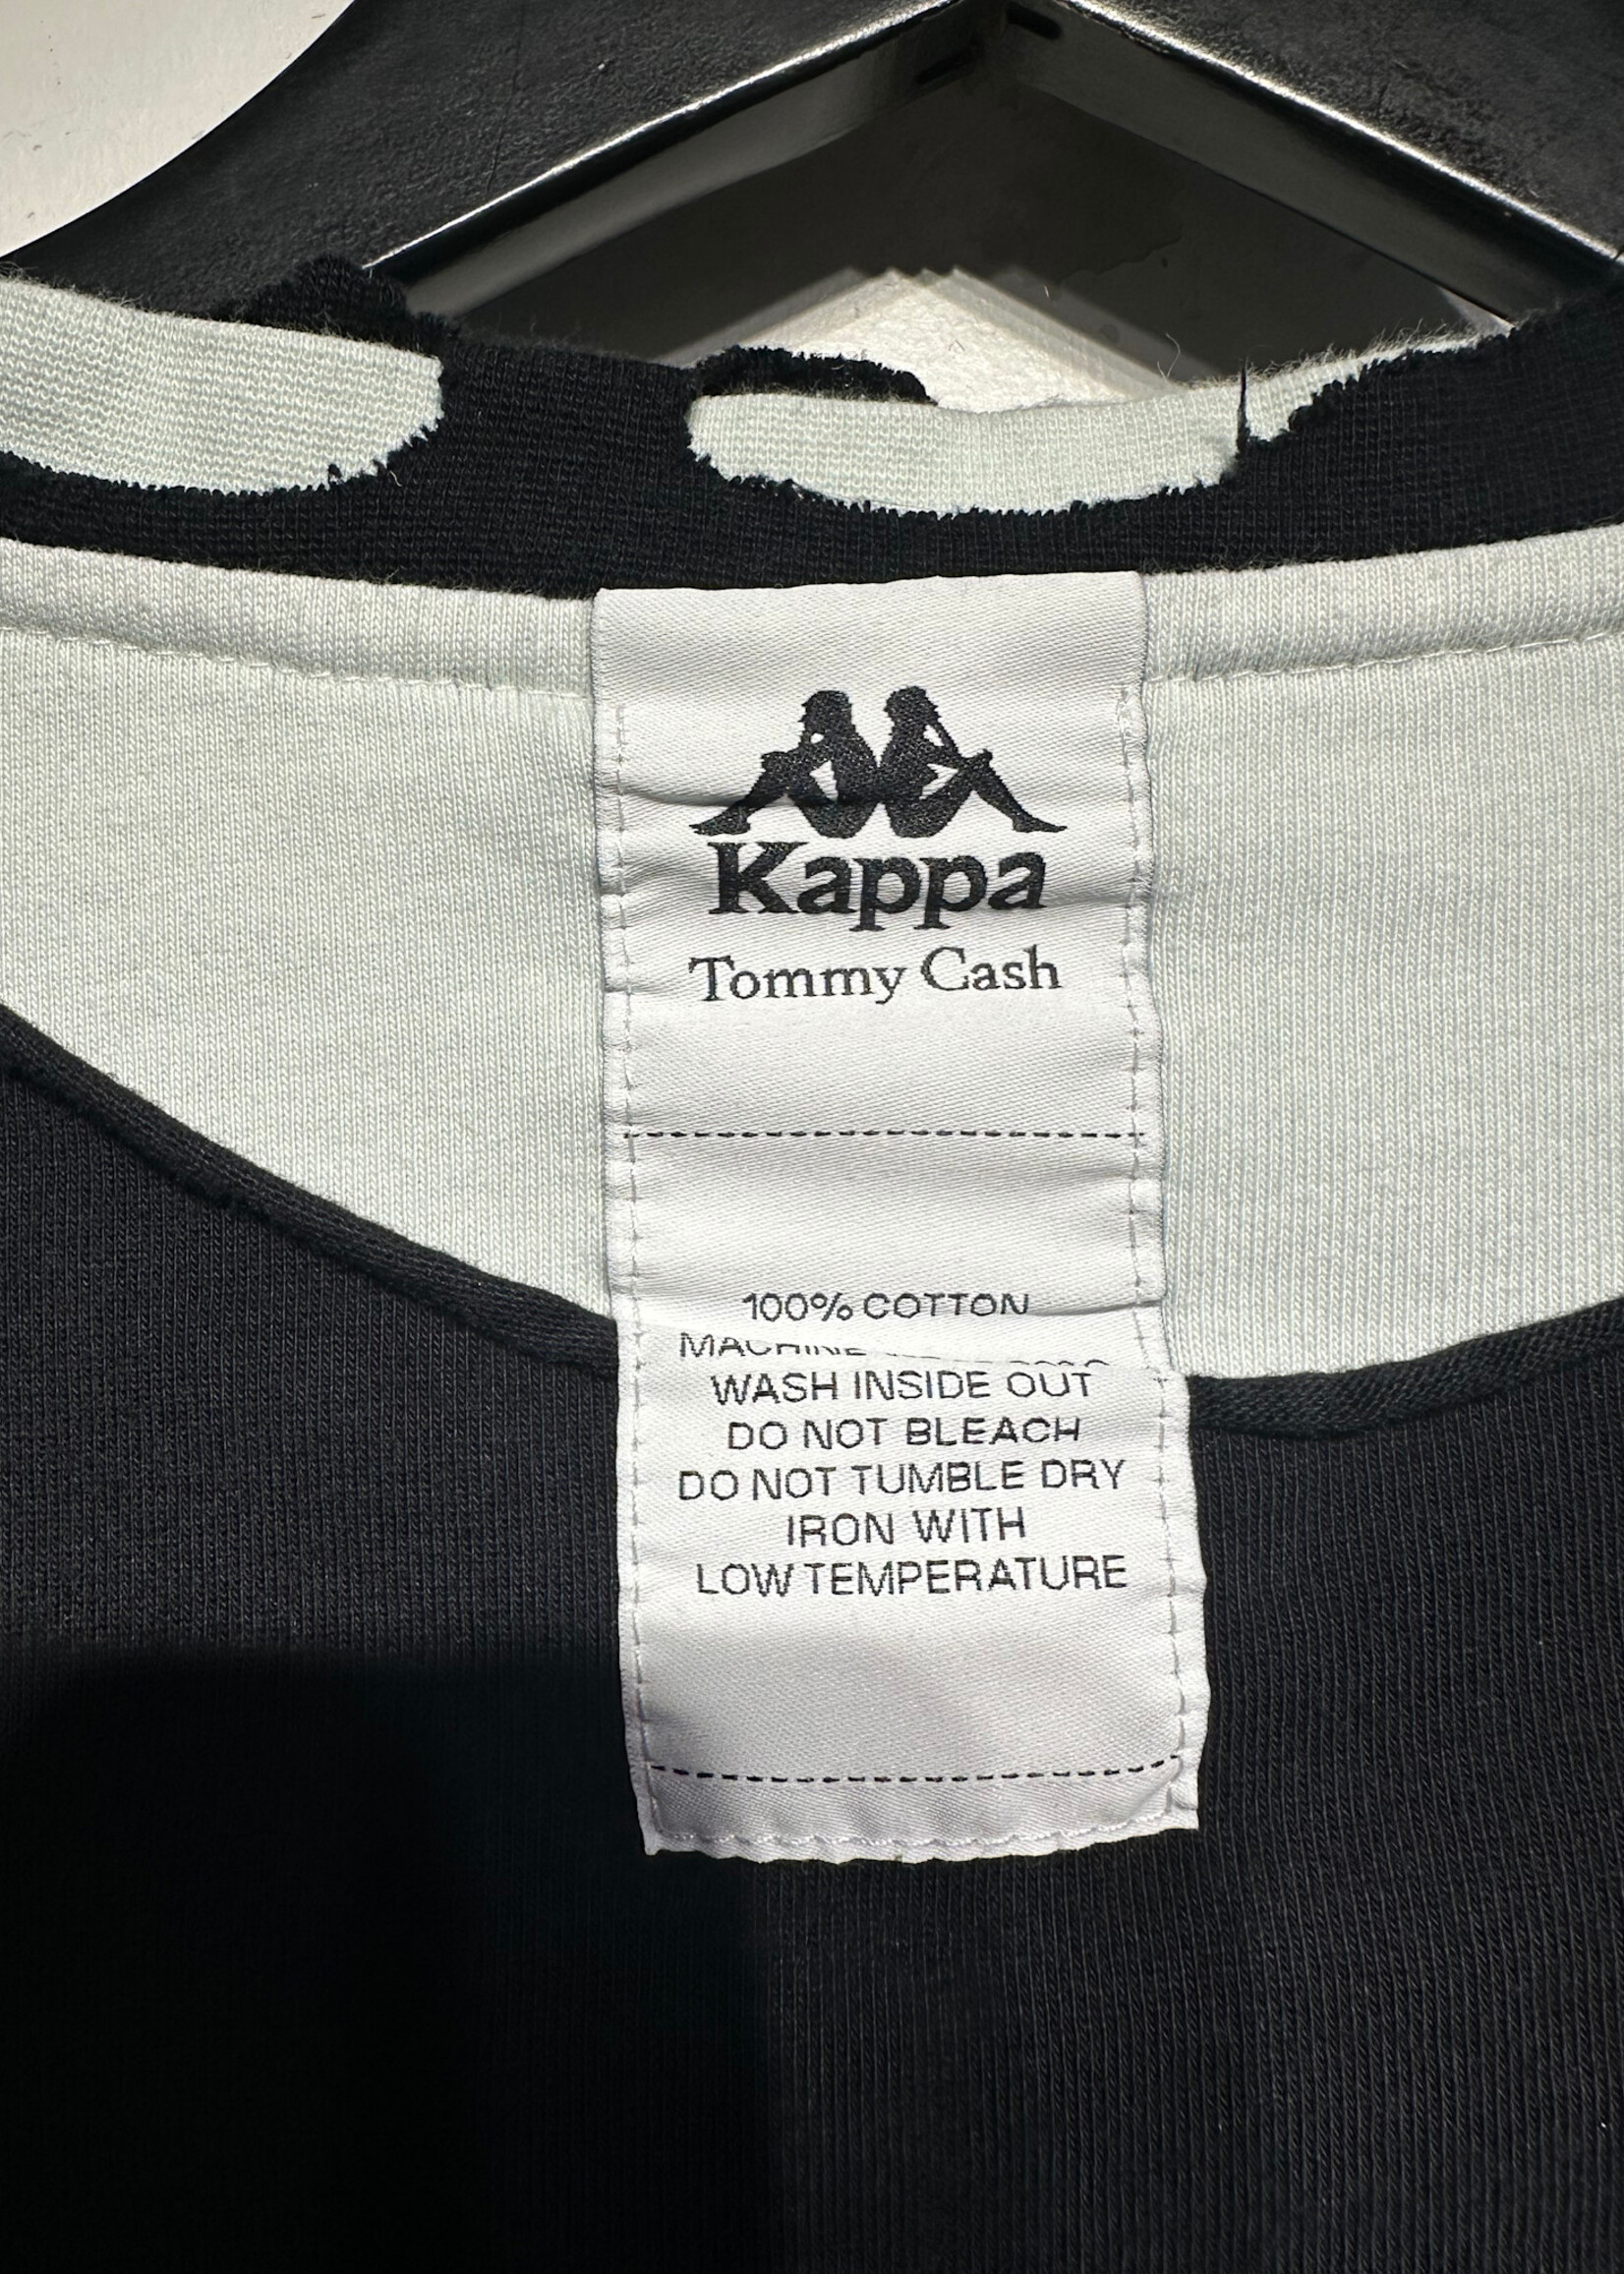 Kappa
Tommy Cash
100% COTTON
MACHINE
WASH INSIDE OUT
DO NOT BLEACH
DO NOT TUMBLE DRY
IRON WITH
LOW TEMPERATURE